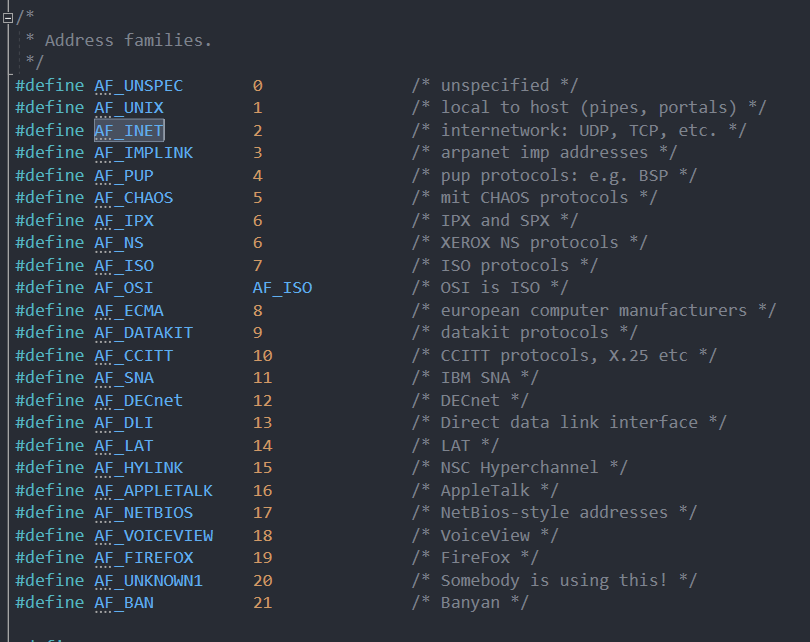 /*
 * Address families.
 */
#define AF_UNSPEC       0               /* unspecified */
#define AF_UNIX         1               /* local to host (pipes, portals) */
#define AF_INET         2               /* internetwork: UDP, TCP, etc. */
#define AF_IMPLINK      3               /* arpanet imp addresses */
#define AF_PUP          4               /* pup protocols: e.g. BSP */
#define AF_CHAOS        5               /* mit CHAOS protocols */
#define AF_IPX          6               /* IPX and SPX */
#define AF_NS           6               /* XEROX NS protocols */
#define AF_ISO          7               /* ISO protocols */
#define AF_OSI          AF_ISO          /* OSI is ISO */
#define AF_ECMA         8               /* european computer manufacturers */
#define AF_DATAKIT      9               /* datakit protocols */
#define AF_CCITT        10              /* CCITT protocols, X.25 etc */
#define AF_SNA          11              /* IBM SNA */
#define AF_DECnet       12              /* DECnet */
#define AF_DLI          13              /* Direct data link interface */
#define AF_LAT          14              /* LAT */
#define AF_HYLINK       15              /* NSC Hyperchannel */
#define AF_APPLETALK    16              /* AppleTalk */
#define AF_NETBIOS      17              /* NetBios-style addresses */
#define AF_VOICEVIEW    18              /* VoiceView */
#define AF_FIREFOX      19              /* FireFox */
#define AF_UNKNOWN1     20              /* Somebody is using this! */
#define AF_BAN          21              /* Banyan */